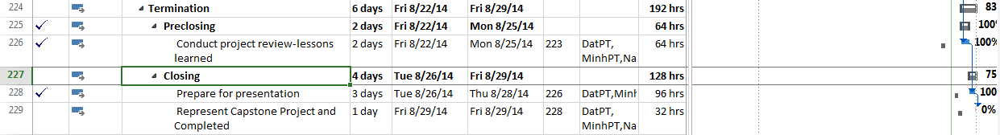 224 Termination 6 days Fri 8/22/14 Fri 8/29/14 192 hrs 83
225 Preclosing 2 days Fri 8/22/14 Mon 8/25/14 64 hrs 100%
226 Conduct project review-lessons 2 days Fri 8/22/14 Mon 8/25/14 223 DatPT, 64 hrs 100%
learned MinhPT,Na
227 Closing 4 days Tue 8/26/14 Fri 8/29/14 128 hrs 75
228 Prepare for presentation 3 days Tue 8/26/14 Thu 8/28/14 226 DatPT,Minh 96 hrs 100
229 Represent Capstone Project and 1 day Fri 8/29/14 Fri 8/29/14 228 DatPT, 32 hrs 0%
Completed MinhPT,Na